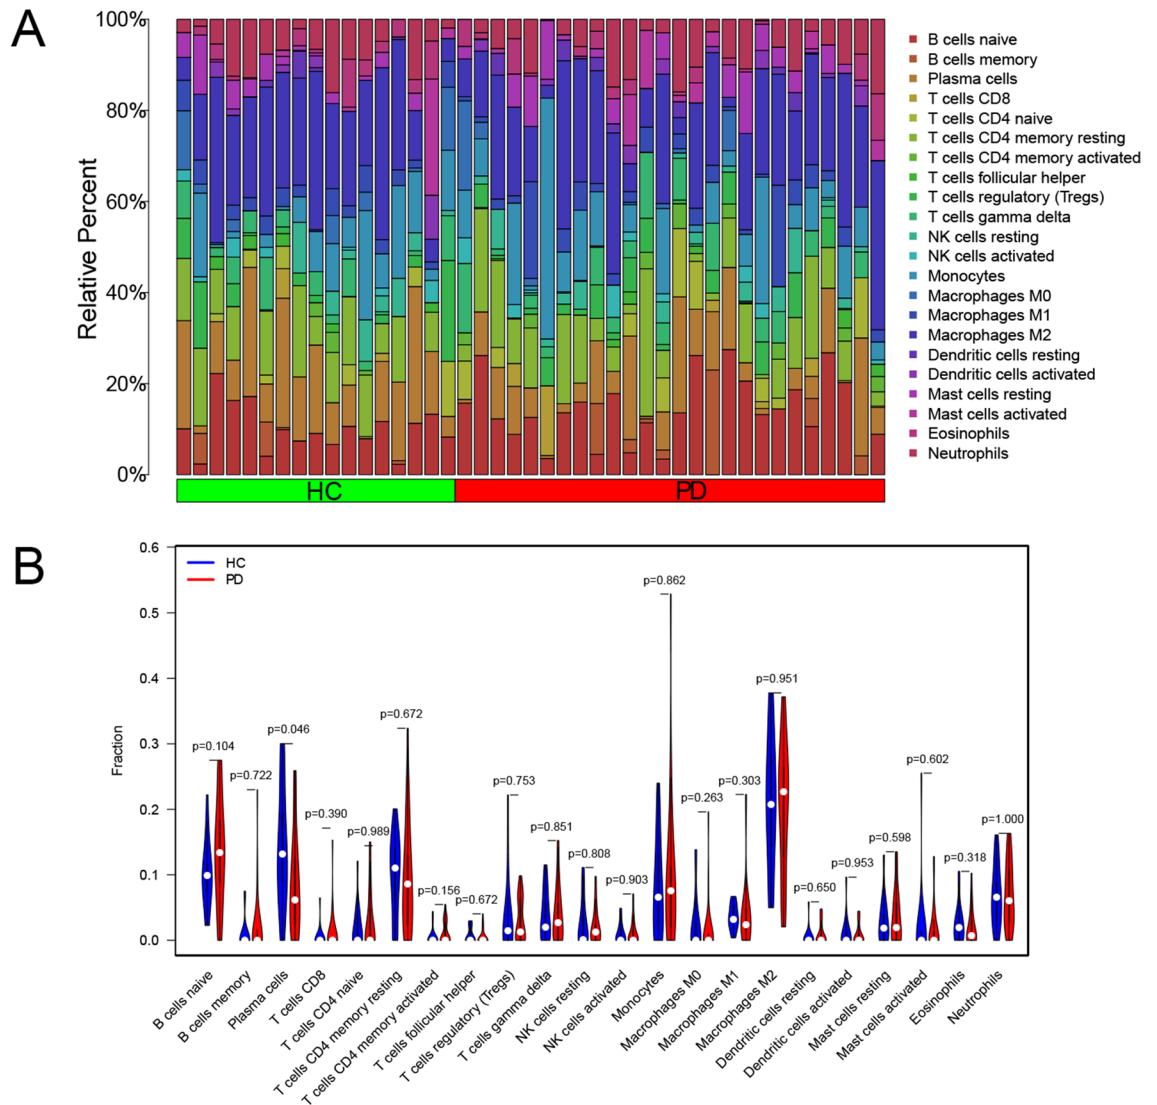 A
100%
80%
60%
40%
20%
0%
Relative Percent
HC
PD
B cells naive
B cells memory
Plasma cells
T cells CD8
T cells CD4 naive
T cells CD4 memory resting
T cells CD4 memory activated
T cells follicular helper
T cells regulatory (Tregs)
T cells gamma delta
NK cells resting
NK cells activated
Monocytes
Macrophages M0
Macrophages M1
Macrophages M2
Dendritic cells resting
Dendritic cells activated
Mast cells resting
Mast cells activated
Eosinophils
Neutrophils
B
0.6
0.5
0.4
0.3
0.2
0.1
0.0
Fraction
HC
PD
p=0.104
p=0.722
p=0.046
p=0.390
p=0.989
p=0.672
p=0.156
p=0.672
p=0.753
p=0.851
p=0.808
p=0.903
p=0.862
p=0.263
p=0.303
p=0.951
p=0.650
p=0.953
p=0.598
p=0.602
p=0.318
p=1.000
B cells naive
B cells memory
Plasma cells
T cells CD8
T cells CD4 naive
T cells CD4 memory resting
T cells CD4 memory activated
T cells follicular helper
T cells regulatory (Tregs)
T cells gamma delta
NK cells resting
NK cells activated
Monocytes
Macrophages M0
Macrophages M1
Macrophages M2
Dendritic cells resting
Dendritic cells activated
Mast cells resting
Mast cells activated
Eosinophils
Neutrophils